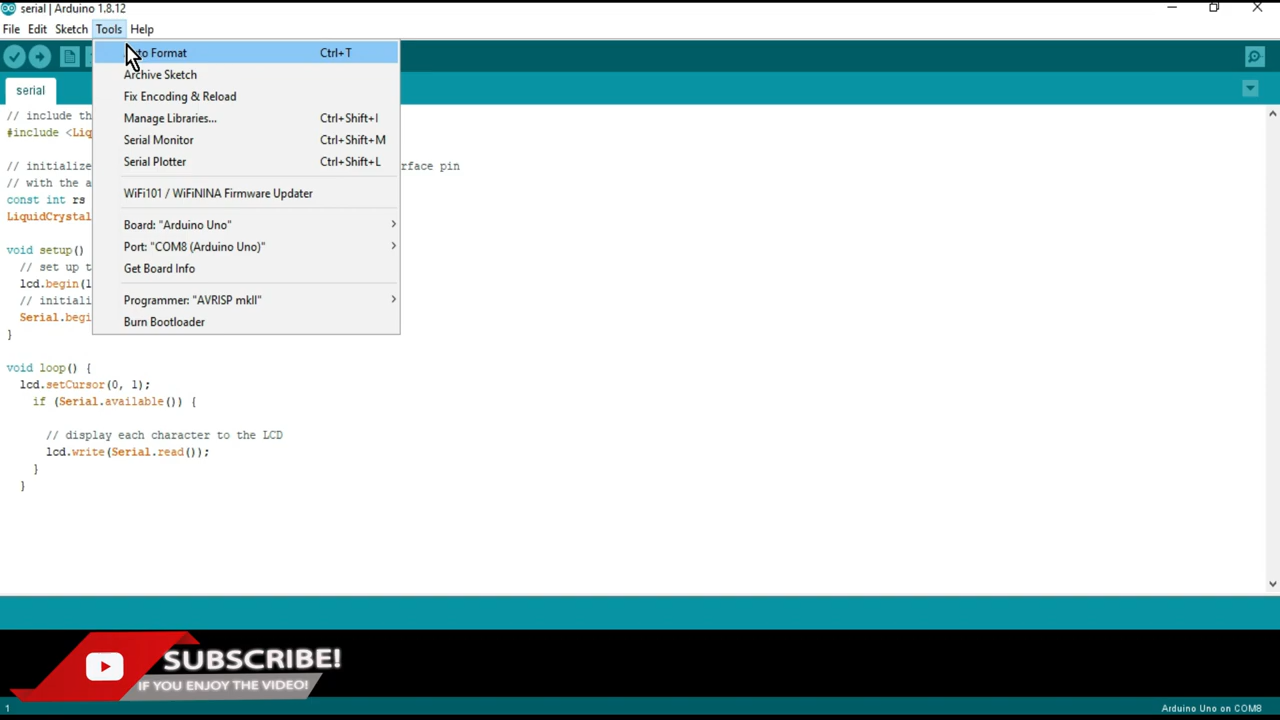 serial | Arduino 1.8.12
File Edit Sketch Tools Help
to Format Ctrl+T
Archive Sketch
Fix Encoding & Reload
Manage Libraries... Ctrl+Shift+I
Serial Monitor Ctrl+Shift+M
Serial Plotter Ctrl+Shift+L
WiFi101 / WiFiNINA Firmware Updater
Board: "Arduino Uno"
Port: "COM8 (Arduino Uno)"
Get Board Info
Programmer: "AVRISP mkII"
Burn Bootloader
serial
// include th
#include <Liq
// initialize rface pin
// with the a
const int rs
LiquidCrystal
void setup()
// set up t
lcd.begin(1
// initiali
Serial.begi
}
void loop() {
lcd.setCursor(0, 1);
if (Serial.available()) {
// display each character to the LCD
lcd.write(Serial.read());
}
}
SUBSCRIBE!
IF YOU ENJOY THE VIDEO!
1 Arduino Uno on COM8